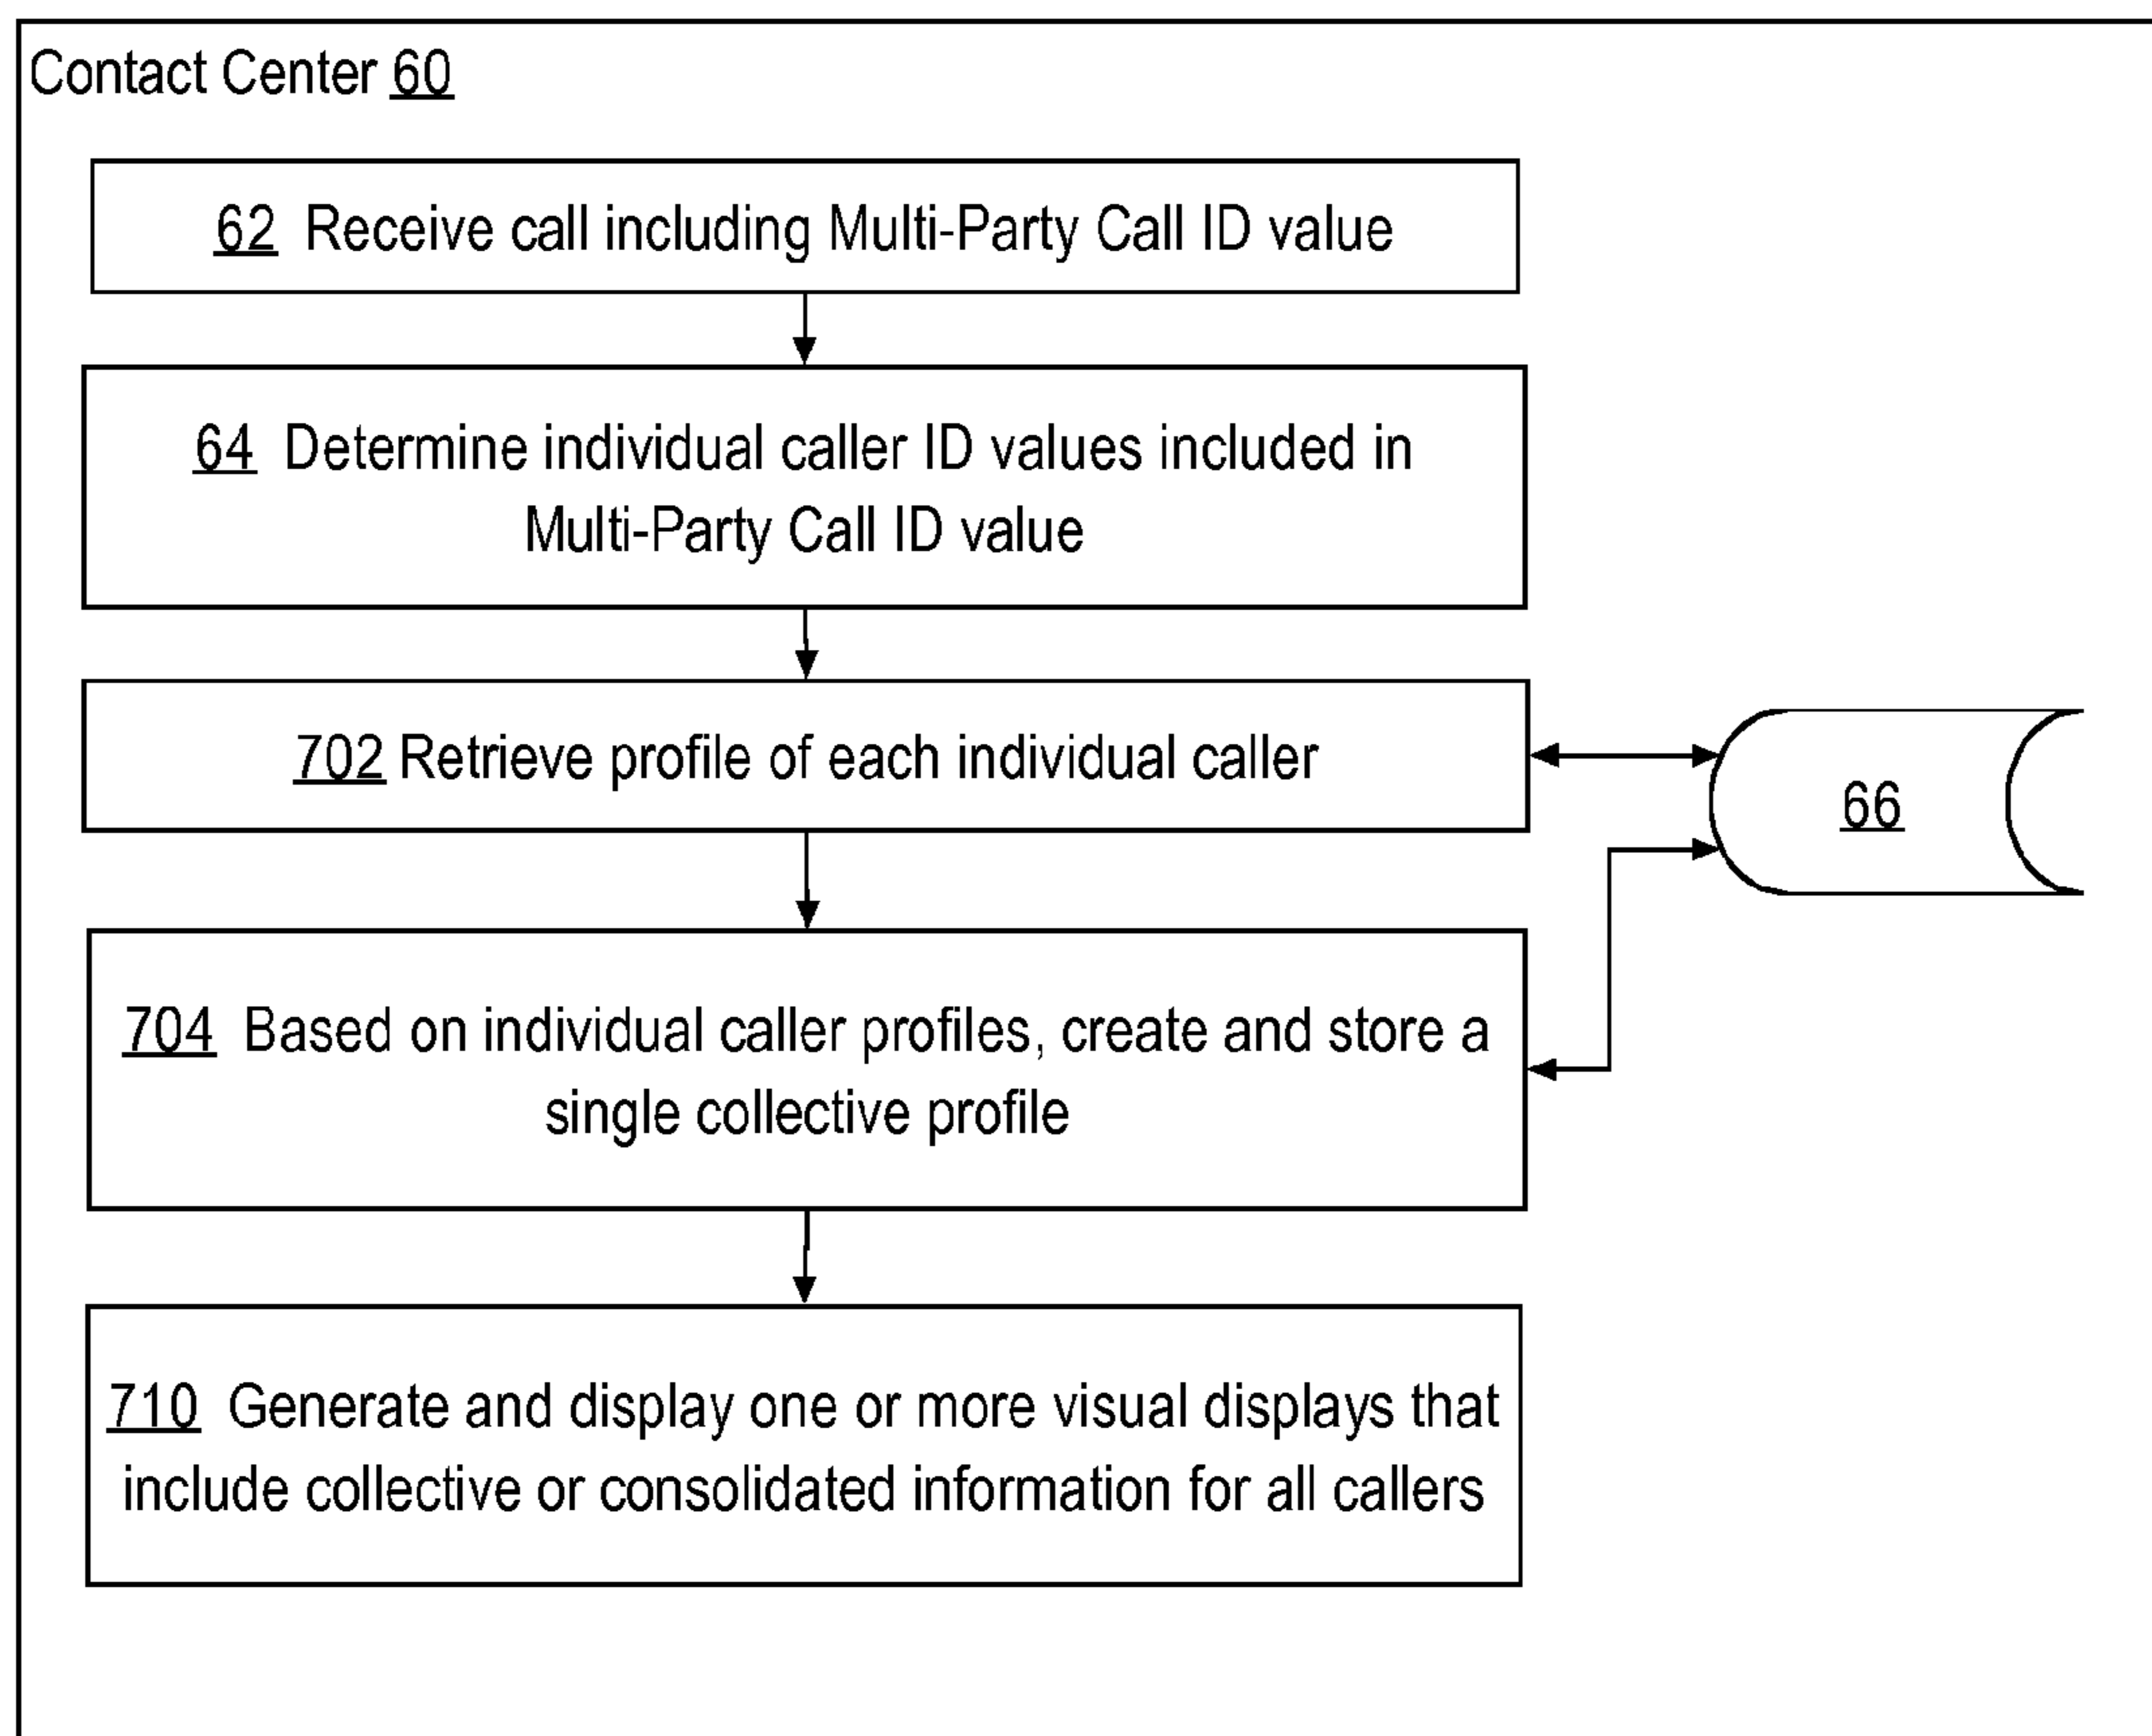 Contact Center 60
62 Receive call including Multi-Party Call ID value
64 Determine individual caller ID values included in
Multi-Party Call ID value
702 Retrieve profile of each individual caller
66
704 Based on individual caller profiles, create and store a
single collective profile
710 Generate and display one or more visual displays that
include collective or consolidated information for all callers